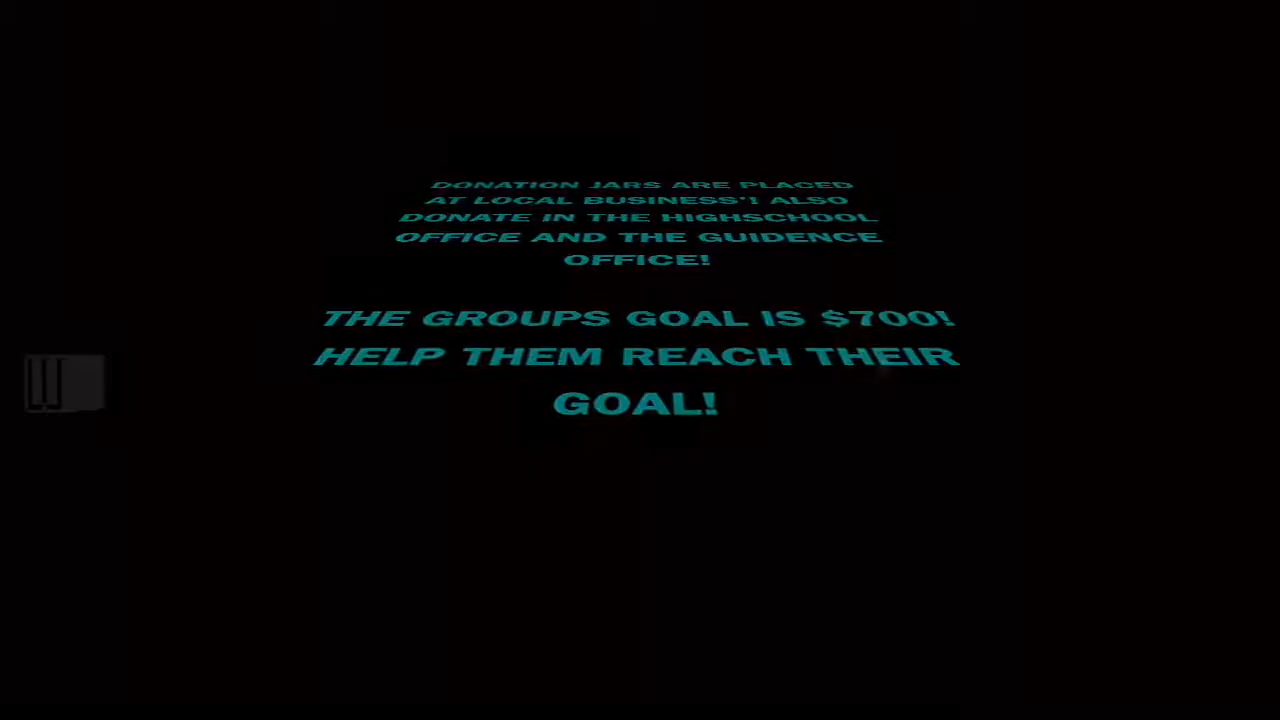 DONATION JARS ARE PLACED
AT LOCAL BUSINESS'! ALSO
DONATE IN THE HIGHSCHOOL
OFFICE AND THE GUIDENCE
OFFICE!
THE GROUPS GOAL IS $700!
HELP THEM REACH THEIR
GOAL!